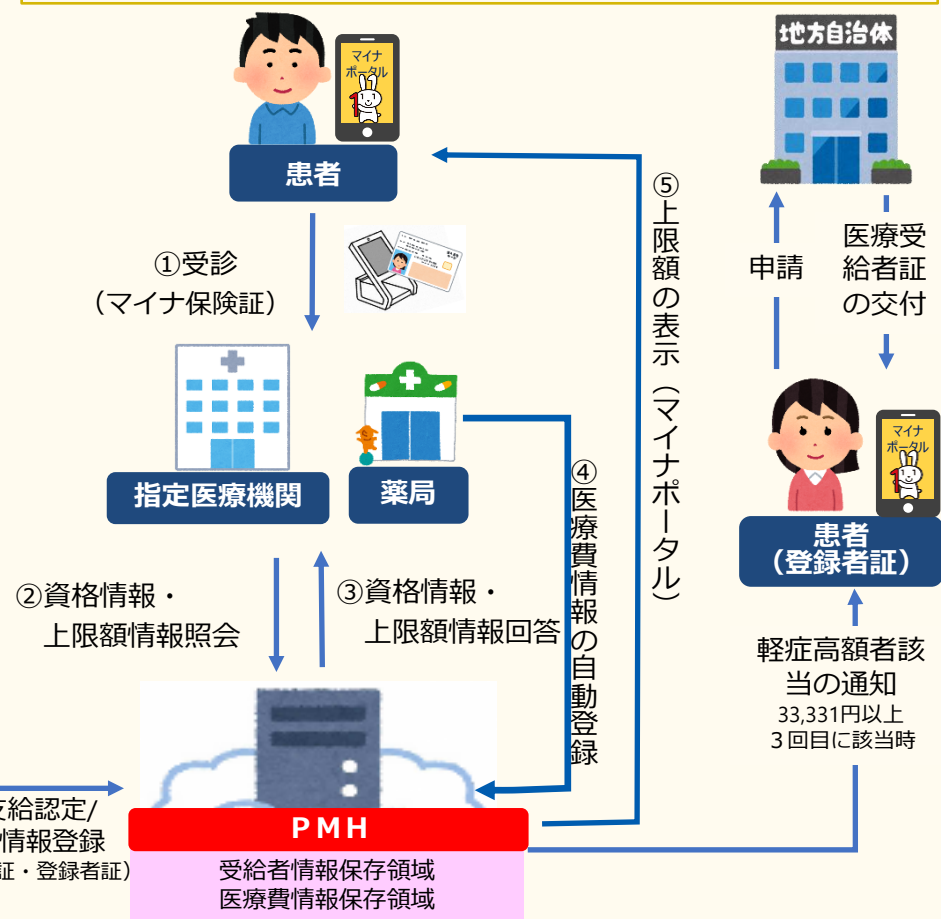 マイナ
ポータル
患者
①受診
（マイナ保険証）
指定医療機関
薬局
②資格情報・
上限額情報照会
③資格情報・
上限額情報回答
④医療費情報の自動登録
⑤上限額の表示（マイナポータル）
支給認定/
情報登録
証・登録者証）
PMH
受給者情報保存領域
医療費情報保存領域
地方自治体
申請
医療受
給者証
の交付
マイナ
ポータル
患者
（登録者証）
軽症高額者該
当の通知
33,331円以上
３回目に該当時